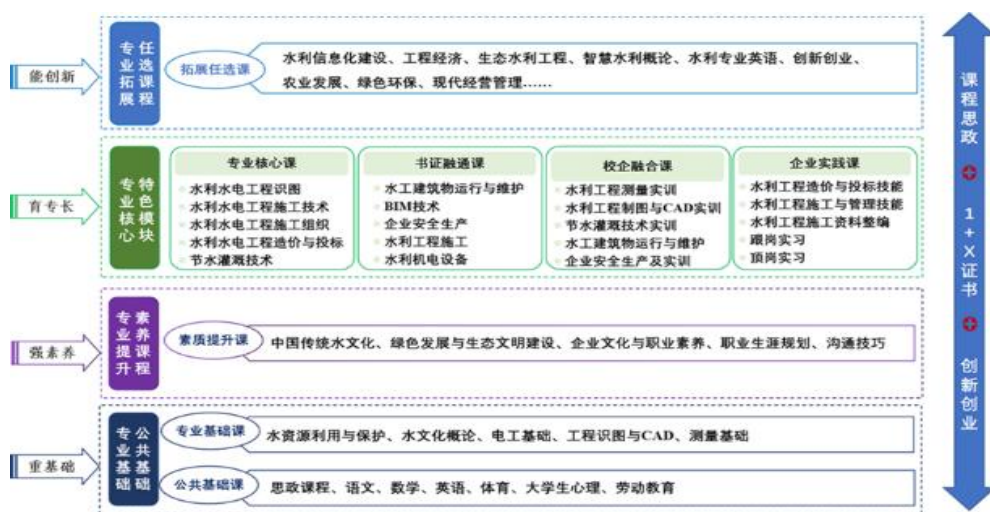 能创新
专业拓展
任选课程
拓展任选课
水利信息化建设、工程经济、生态水利工程、智慧水利概论、水利专业英语、创新创业、
农业发展、绿色环保、现代经营管理......
育专长
专业核心
特色模块
专业核心课
水利水电工程识图
水利水电工程施工技术
水利水电工程施工组织
水利水电工程造价与投标
节水灌溉技术
书证融通课
水工建筑物运行与维护
BIM技术
企业安全生产
水利工程施工
水利机电设备
校企融合课
水利工程测量实训
水利工程制图与CAD实训
节水灌溉技术实训
水工建筑物运行与维护
企业安全生产及实训
企业实践课
水利工程造价与投标技能
水利工程施工与管理技能
水利工程施工资料整编
跟岗实习
顶岗实习
强素养
专业提升
素养课程
素质提升课
中国传统水文化、绿色发展与生态文明建设、企业文化与职业素养、职业生涯规划、沟通技巧
重基础
专业基础
公共基础
专业基础课
水资源利用与保护、水文化概论、电工基础、工程识图与CAD、测量基础
公共基础课
思政课程、语文、数学、英语、体育、大学生心理、劳动教育
课程思政
1+X证书
创新创业